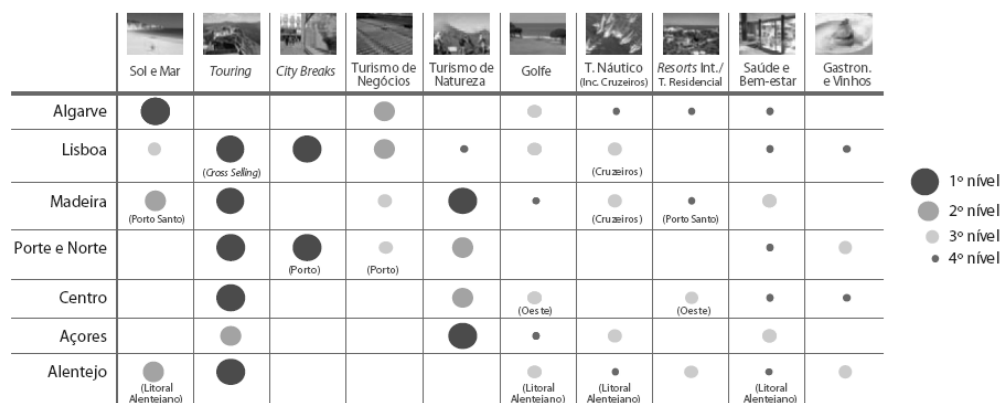 Sol e Mar
Touring
City Breaks
Turismo de
Negócios
Turismo de
Natureza
Golfe
T. Náutico
(Inc. Cruzeiros)
Resorts Int./
T. Residencial
Saúde e
Bem-estar
Gastron.
e Vinhos
Algarve
Lisboa
(Cross Selling)
(Cruzeiros)
Madeira
(Porto Santo)
(Cruzeiros)
(Porto Santo)
Porte e Norte
(Porto)
(Porto)
Centro
(Oeste)
(Oeste)
Açores
Alentejo
(Litoral
Alentejano)
(Litoral
Alentejano)
(Litoral
Alentejano)
(Litoral
Alentejano)
1º nível
2º nível
3º nível
4º nível